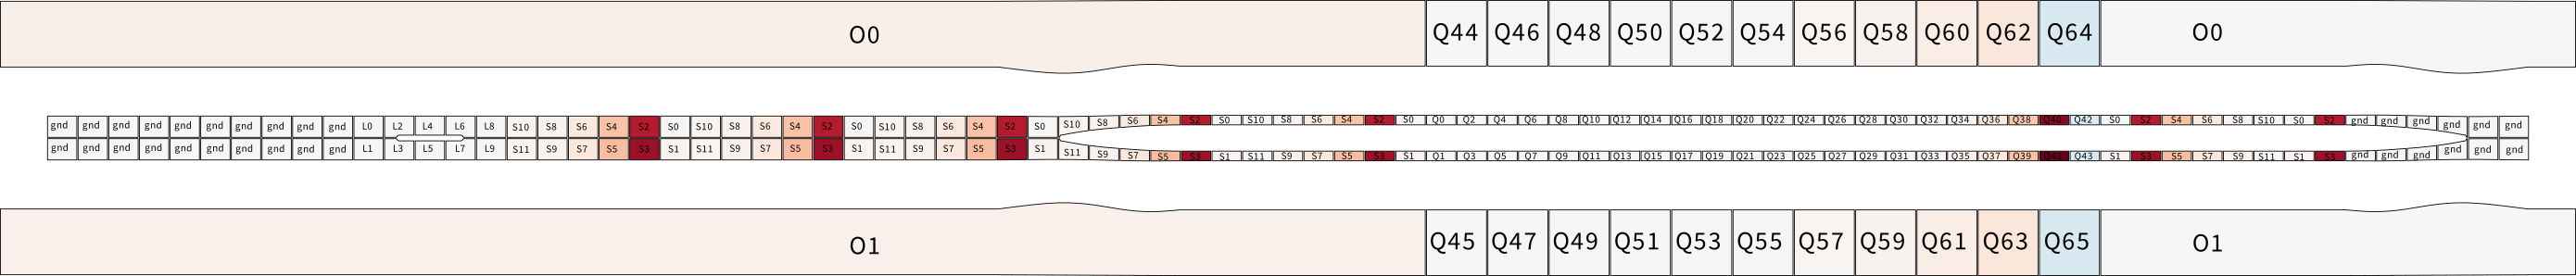 O0 Q44 Q46 Q48 Q50 Q52 Q54 Q56 Q58 Q60 Q62 Q64 O0
gnd gnd gnd gnd gnd gnd gnd gnd gnd gnd L0 L2 L4 L6 L8 S10 S8 S6 S4 S2 S0 S10 S8 S6 S4 S2 S0 S10 S8 S6 S4 S2 S0 S10 S8 S6 S4 S2 S0 S10 S8 S6 S4 S2 S0 Q0 Q2 Q4 Q6 Q8 Q10 Q12 Q14 Q16 Q18 Q20 Q22 Q24 Q26 Q28 Q30 Q32 Q34 Q36 Q38 Q40 Q42 S0 S2 S4 S6 S8 S10 S0 S2 gnd gnd gnd gnd gnd gnd
gnd gnd gnd gnd gnd gnd gnd gnd gnd gnd L1 L3 L5 L7 L9 S11 S9 S7 S5 S3 S1 S11 S9 S7 S5 S3 S1 S11 S9 S7 S5 S3 S1 S11 S9 S7 S5 S3 S1 S11 S9 S7 S5 S3 S1 Q1 Q3 Q5 Q7 Q9 Q11 Q13 Q15 Q17 Q19 Q21 Q23 Q25 Q27 Q29 Q31 Q33 Q35 Q37 Q39 Q41 Q43 S1 S3 S5 S7 S9 S11 S1 S3 gnd gnd gnd gnd gnd gnd
O1 Q45 Q47 Q49 Q51 Q53 Q55 Q57 Q59 Q61 Q63 Q65 O1